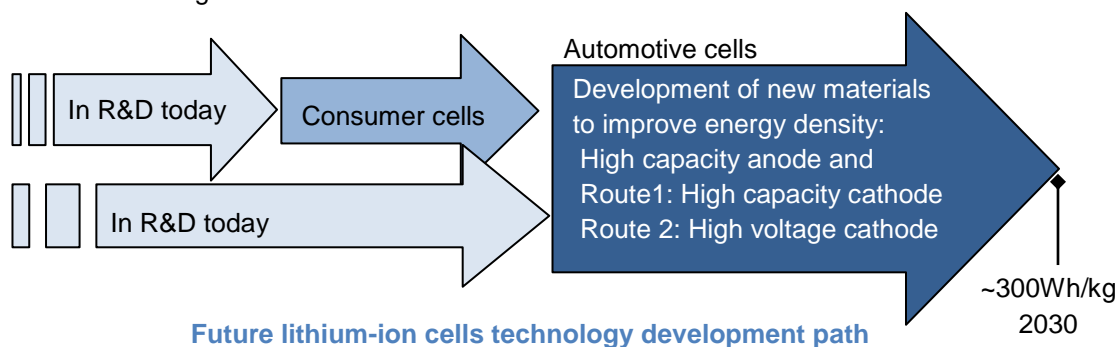 In R&D today
Consumer cells
In R&D today
Automotive cells
Development of new materials
to improve energy density:
High capacity anode and
Route1: High capacity cathode
Route 2: High voltage cathode
~300Wh/kg
2030
Future lithium-ion cells technology development path